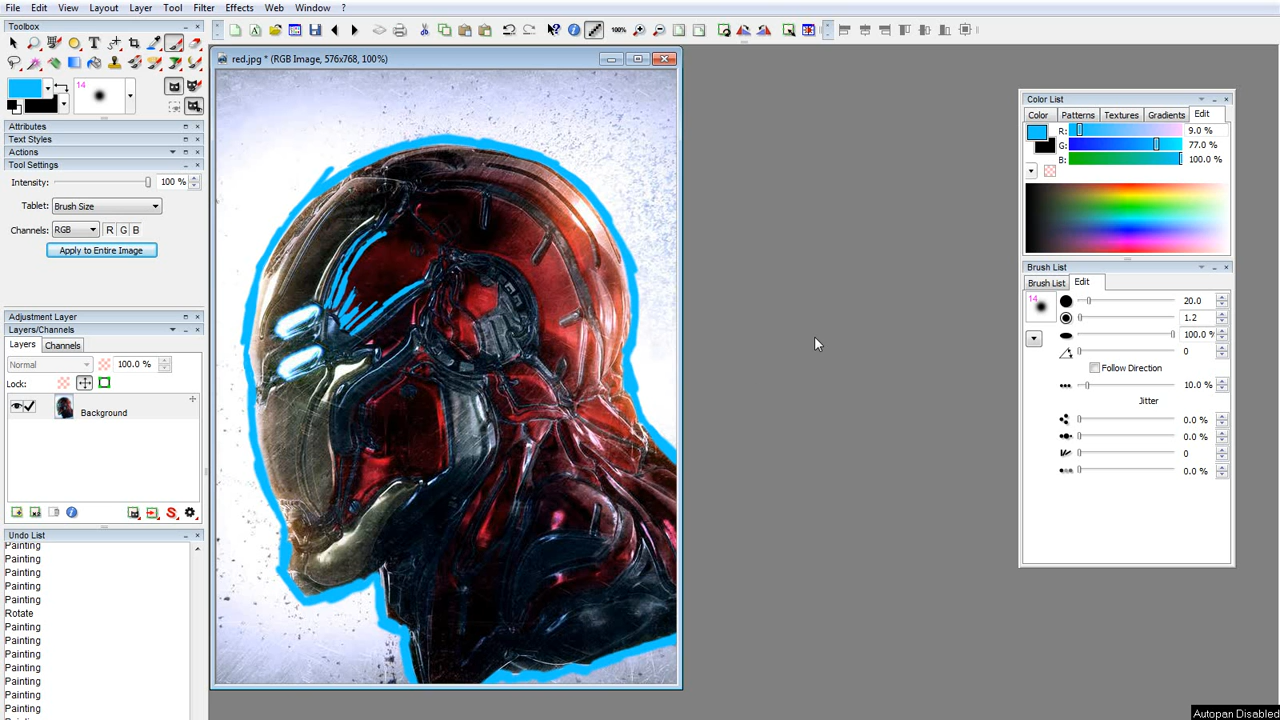 File Edit View Layout Layer Tool Filter Effects Web Window ?
Toolbox
100%
14
Attributes
Text Styles
Actions
Tool Settings
Intensity: 100 %
Tablet: Brush Size
Channels: RGB R G B
Apply to Entire Image
Adjustment Layer
Layers/Channels
Layers Channels
Normal 100.0 %
Lock:
Background
Undo List
Painting
Painting
Painting
Painting
Painting
Rotate
Painting
Painting
Painting
Painting
Painting
Painting
Painting
red.jpg * (RGB Image, 576x768, 100%)
Color List
Color Patterns Textures Gradients Edit
R: 9.0 %
G: 77.0 %
B: 100.0 %
Brush List
Brush List Edit
14
20.0
1.2
100.0 %
0
Follow Direction
10.0 %
Jitter
0.0 %
0.0 %
0
0.0 %
Autopan Disabled